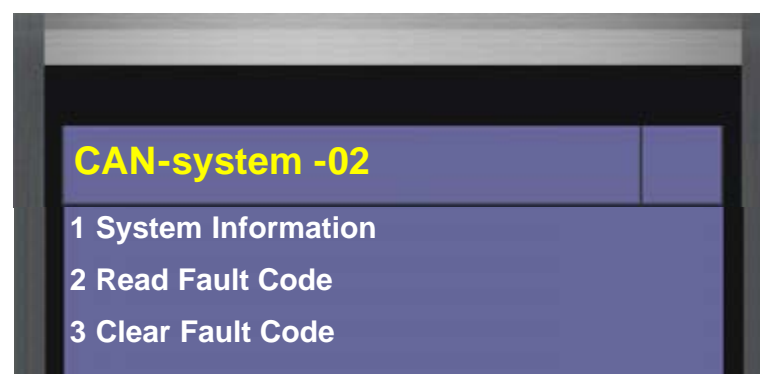 CAN-system -02
1 System Information
2 Read Fault Code
3 Clear Fault Code